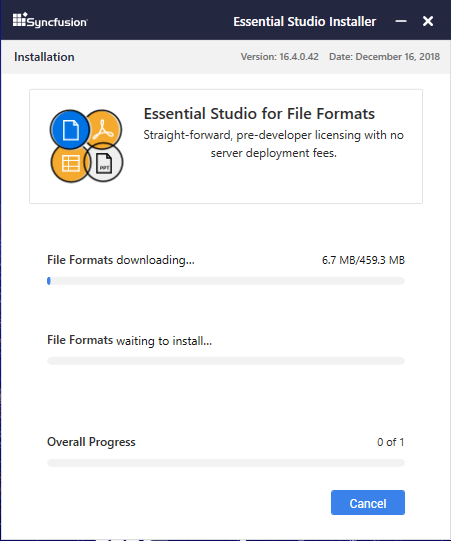 Syncfusion
Essential Studio Installer
Installation
Version: 16.4.0.42 Date: December 16, 2018
Essential Studio for File Formats
Straight-forward, pre-developer licensing with no
server deployment fees.
PPT
File Formats downloading...
6.7 MB/459.3 MB
File Formats waiting to install...
Overall Progress
0 of 1
Cancel